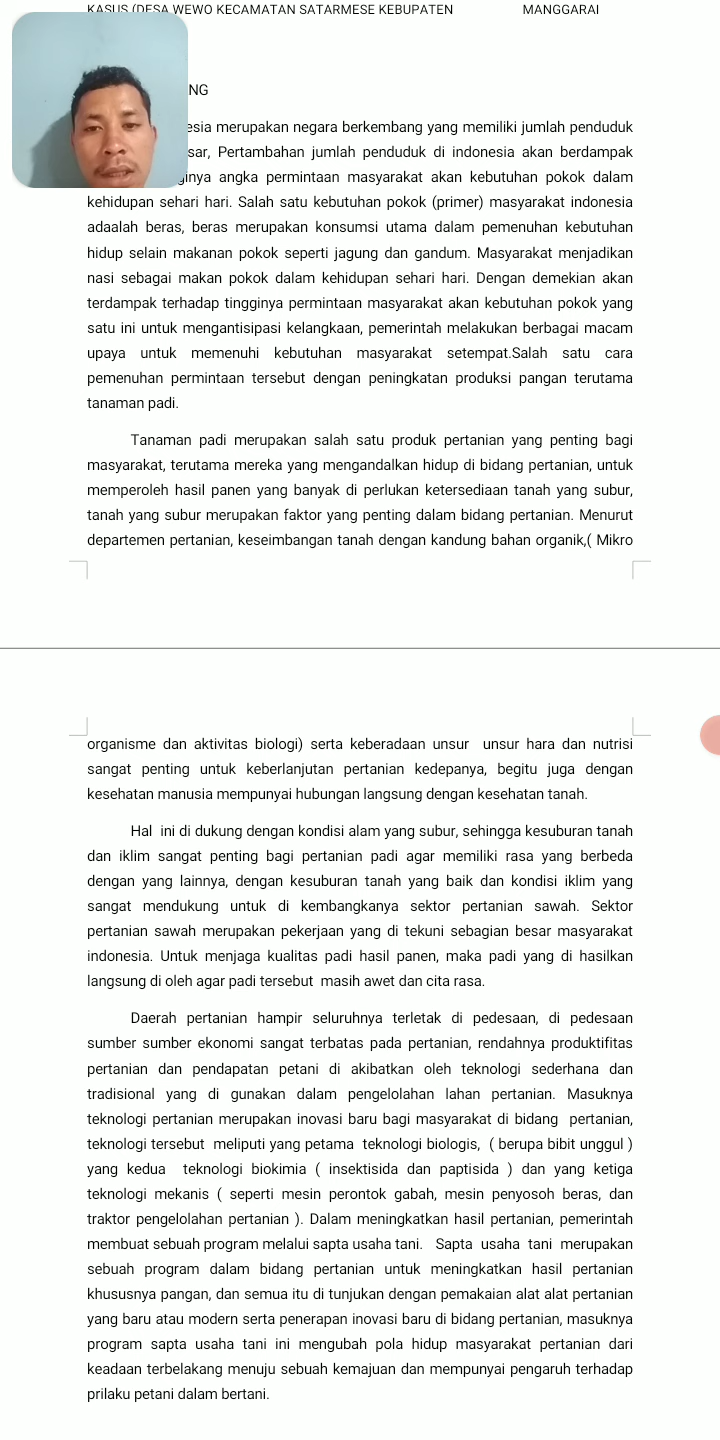 KASUS (DESA WEWO KECAMATAN SATARMESE KEBUPATEN MANGGARAI
NG
esia merupakan negara berkembang yang memiliki jumlah penduduk
sar, Pertambahan jumlah penduduk di indonesia akan berdampak
ginya angka permintaan masyarakat akan kebutuhan pokok dalam
kehidupan sehari hari. Salah satu kebutuhan pokok (primer) masyarakat indonesia
adaalah beras, beras merupakan konsumsi utama dalam pemenuhan kebutuhan
hidup selain makanan pokok seperti jagung dan gandum. Masyarakat menjadikan
nasi sebagai makan pokok dalam kehidupan sehari hari. Dengan demekian akan
terdampak terhadap tingginya permintaan masyarakat akan kebutuhan pokok yang
satu ini untuk mengantisipasi kelangkaan, pemerintah melakukan berbagai macam
upaya untuk memenuhi kebutuhan masyarakat setempat.Salah satu cara
pemenuhan permintaan tersebut dengan peningkatan produksi pangan terutama
tanaman padi.
Tanaman padi merupakan salah satu produk pertanian yang penting bagi
masyarakat, terutama mereka yang mengandalkan hidup di bidang pertanian, untuk
memperoleh hasil panen yang banyak di perlukan ketersediaan tanah yang subur,
tanah yang subur merupakan faktor yang penting dalam bidang pertanian. Menurut
departemen pertanian, keseimbangan tanah dengan kandung bahan organik,( Mikro
organisme dan aktivitas biologi) serta keberadaan unsur unsur hara dan nutrisi
sangat penting untuk keberlanjutan pertanian kedepanya, begitu juga dengan
kesehatan manusia mempunyai hubungan langsung dengan kesehatan tanah.
Hal ini di dukung dengan kondisi alam yang subur, sehingga kesuburan tanah
dan iklim sangat penting bagi pertanian padi agar memiliki rasa yang berbeda
dengan yang lainnya, dengan kesuburan tanah yang baik dan kondisi iklim yang
sangat mendukung untuk di kembangkanya sektor pertanian sawah. Sektor
pertanian sawah merupakan pekerjaan yang di tekuni sebagian besar masyarakat
indonesia. Untuk menjaga kualitas padi hasil panen, maka padi yang di hasilkan
langsung di oleh agar padi tersebut masih awet dan cita rasa.
Daerah pertanian hampir seluruhnya terletak di pedesaan, di pedesaan
sumber sumber ekonomi sangat terbatas pada pertanian, rendahnya produktifitas
pertanian dan pendapatan petani di akibatkan oleh teknologi sederhana dan
tradisional yang di gunakan dalam pengelolahan lahan pertanian. Masuknya
teknologi pertanian merupakan inovasi baru bagi masyarakat di bidang pertanian,
teknologi tersebut meliputi yang petama teknologi biologis, ( berupa bibit unggul )
yang kedua teknologi biokimia ( insektisida dan paptisida ) dan yang ketiga
teknologi mekanis ( seperti mesin perontok gabah, mesin penyosoh beras, dan
traktor pengelolahan pertanian ). Dalam meningkatkan hasil pertanian, pemerintah
membuat sebuah program melalui sapta usaha tani. Sapta usaha tani merupakan
sebuah program dalam bidang pertanian untuk meningkatkan hasil pertanian
khususnya pangan, dan semua itu di tunjukan dengan pemakaian alat alat pertanian
yang baru atau modern serta penerapan inovasi baru di bidang pertanian, masuknya
program sapta usaha tani ini mengubah pola hidup masyarakat pertanian dari
keadaan terbelakang menuju sebuah kemajuan dan mempunyai pengaruh terhadap
prilaku petani dalam bertani.